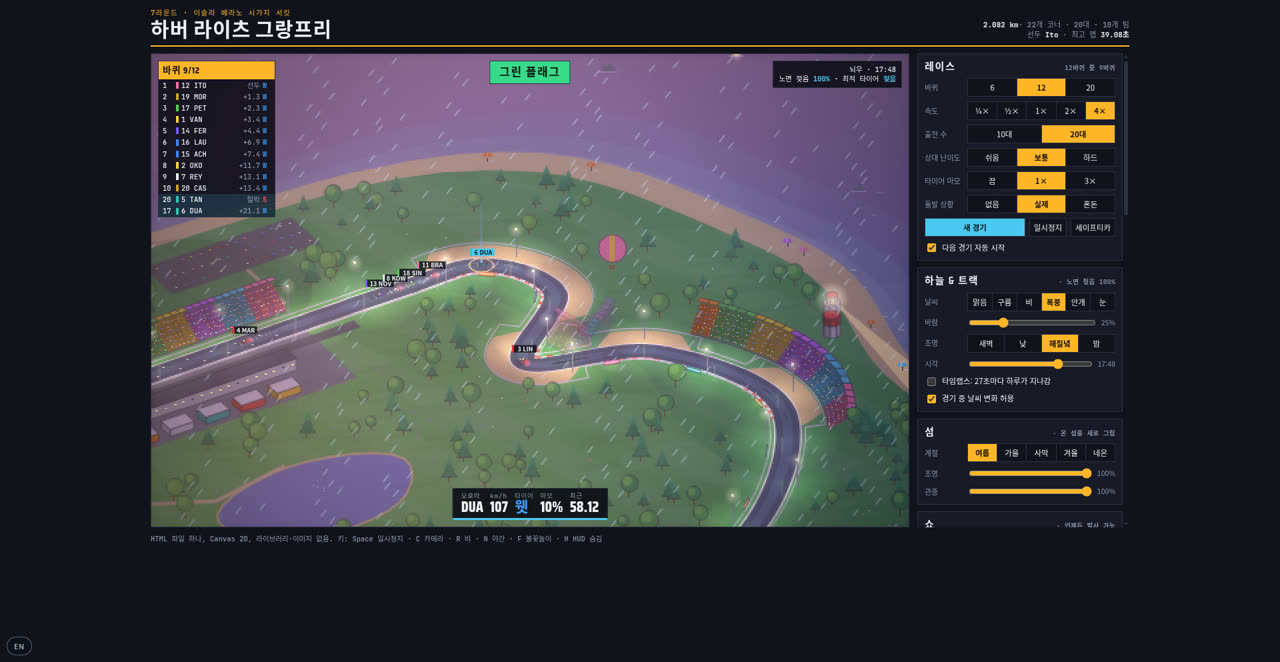 7라운드 · 이슬라 베라노 시가지 서킷
하버 라이츠 그랑프리
2.082 km · 22개 코너 · 20대 · 10개 팀
선두 Ito · 최고 랩 39.08초
바퀴 9/12
1 12 ITO 선두 W
2 19 MOR +1.3 W
3 17 PET +2.3 W
4 1 VAN +3.4 W
5 14 FER +4.4 W
6 16 LAU +6.9 W
7 15 ACH +7.4 W
8 2 OKO +11.7 W
9 7 REY +13.1 W
10 20 CAS +13.4 W
20 5 TAN 탈락 S
17 6 DUA +21.1 W
그린 플래그
뇌우 · 17:48
노면 젖음 100% · 최적 타이어 젖음
6 DUA
11 BRA
18 SIN
8 KOW
13 NOV
4 MAR
3 LIN
오로라 km/h 타이어 마모 최근
DUA 107 웻 10% 58.12
레이스 12바퀴 중 9바퀴
바퀴 6 12 20
속도 ¼× ½× 1× 2× 4×
출전 수 10대 20대
상대 난이도 쉬움 보통 하드
타이어 마모 끔 1× 3×
돌발 상황 없음 실제 혼돈
새 경기 일시정지 세이프티카
다음 경기 자동 시작
하늘 & 트랙 · 노면 젖음 100%
날씨 맑음 구름 비 폭풍 안개 눈
바람 25%
조명 새벽 낮 해질녘 밤
시각 17:48
타임랩스: 27초마다 하루가 지나감
경기 중 날씨 변화 허용
섬 · 온 섬을 새로 그림
계절 여름 가을 사막 겨울 네온
조명 100%
관중 100%
쇼 · 언제든 발사 가능
HTML 파일 하나, Canvas 2D, 라이브러리·이미지 없음. 키: Space 일시정지 · C 카메라 · R 비 · N 야간 · F 불꽃놀이 · H HUD 숨김
EN